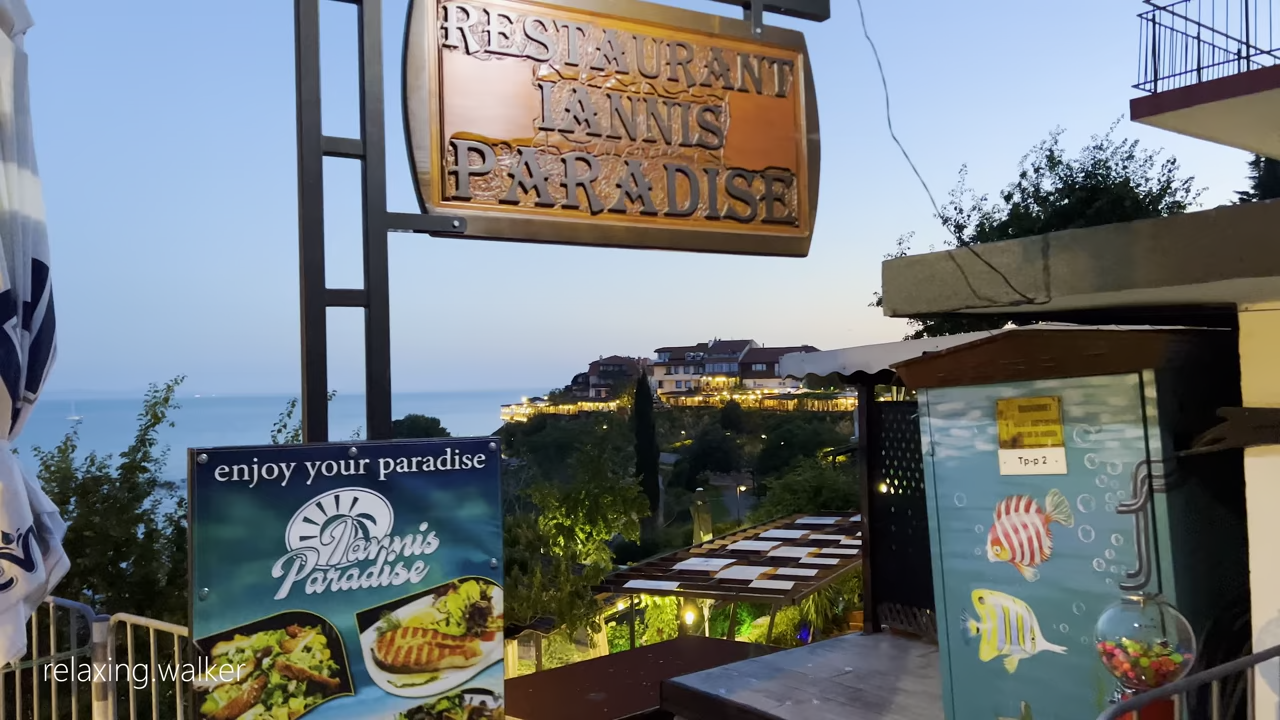 RESTAURANT
IANNIS
PARADISE
enjoy your paradise
Iannis
Paradise
Тр-р 2
relaxing.walker